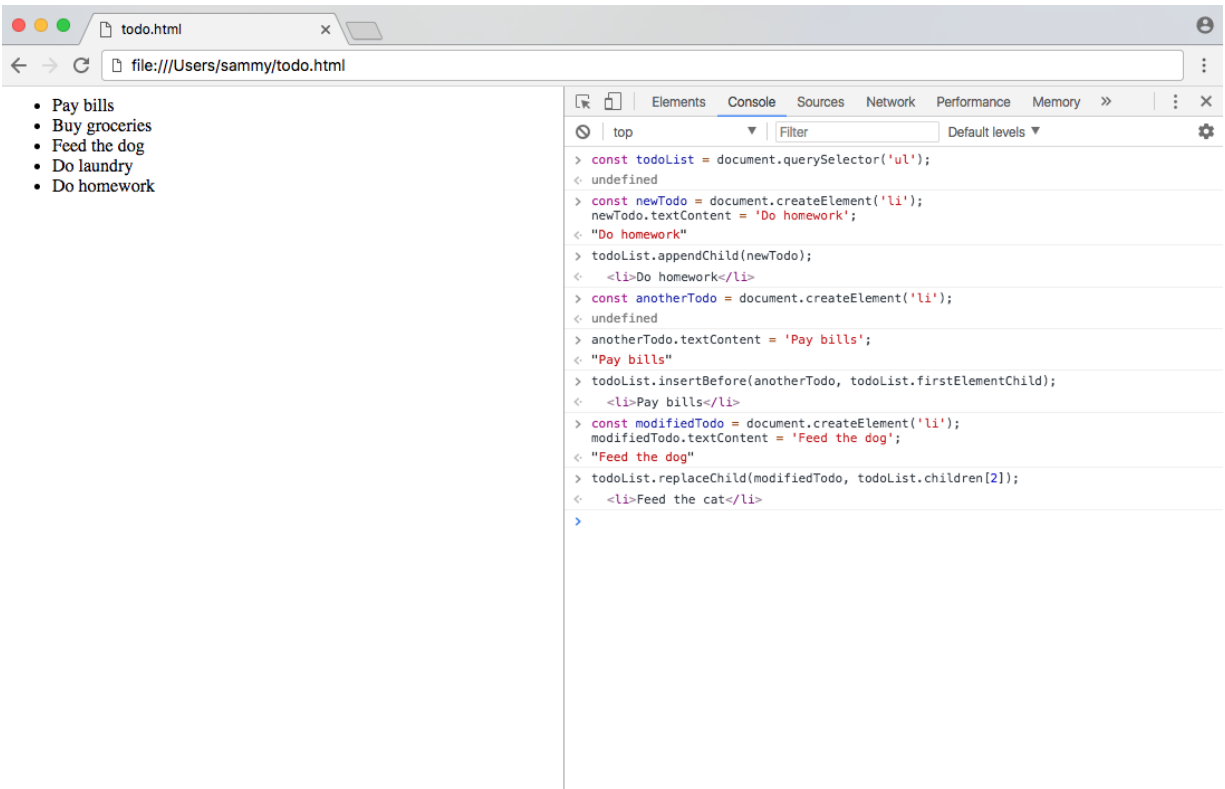 todo.html
file:///Users/sammy/todo.html
Pay bills
Buy groceries
Feed the dog
Do laundry
Do homework
Elements Console Sources Network Performance Memory »
top Filter Default levels
> const todoList = document.querySelector('ul');
undefined
> const newTodo = document.createElement('li');
newTodo.textContent = 'Do homework';
"Do homework"
> todoList.appendChild(newTodo);
<li>Do homework</li>
> const anotherTodo = document.createElement('li');
undefined
> anotherTodo.textContent = 'Pay bills';
"Pay bills"
> todoList.insertBefore(anotherTodo, todoList.firstElementChild);
<li>Pay bills</li>
> const modifiedTodo = document.createElement('li');
modifiedTodo.textContent = 'Feed the dog';
"Feed the dog"
> todoList.replaceChild(modifiedTodo, todoList.children[2]);
<li>Feed the cat</li>
>